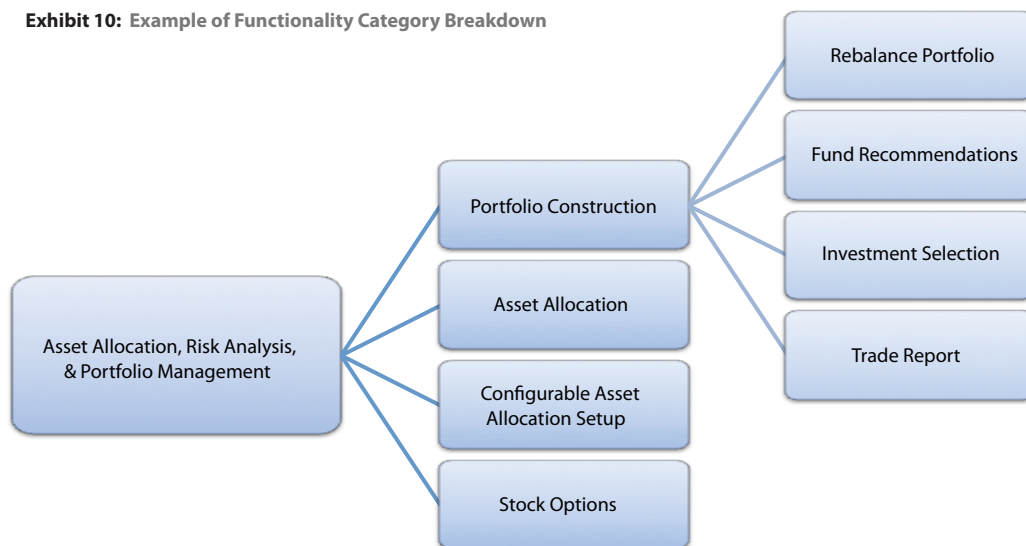 Exhibit 10: Example of Functionality Category Breakdown
Asset Allocation, Risk Analysis,
& Portfolio Management
Portfolio Construction
Asset Allocation
Configurable Asset
Allocation Setup
Stock Options
Rebalance Portfolio
Fund Recommendations
Investment Selection
Trade Report